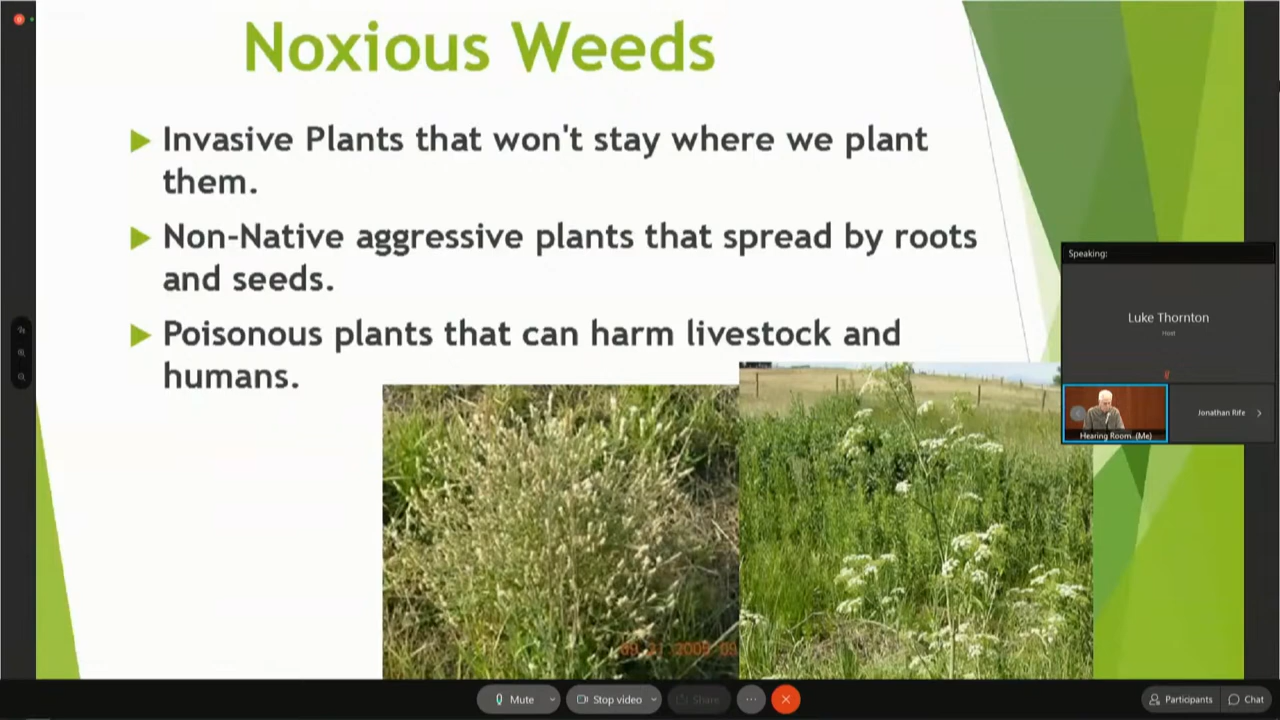 Noxious Weeds
Invasive Plants that won't stay where we plant
them.
Non-Native aggressive plants that spread by roots
and seeds.
Poisonous plants that can harm livestock and
humans.
Speaking:
Luke Thornton
Host
Hearing Room (Me)
Jonathan Rife
09
Mute
Stop video
Share
Participants
Chat